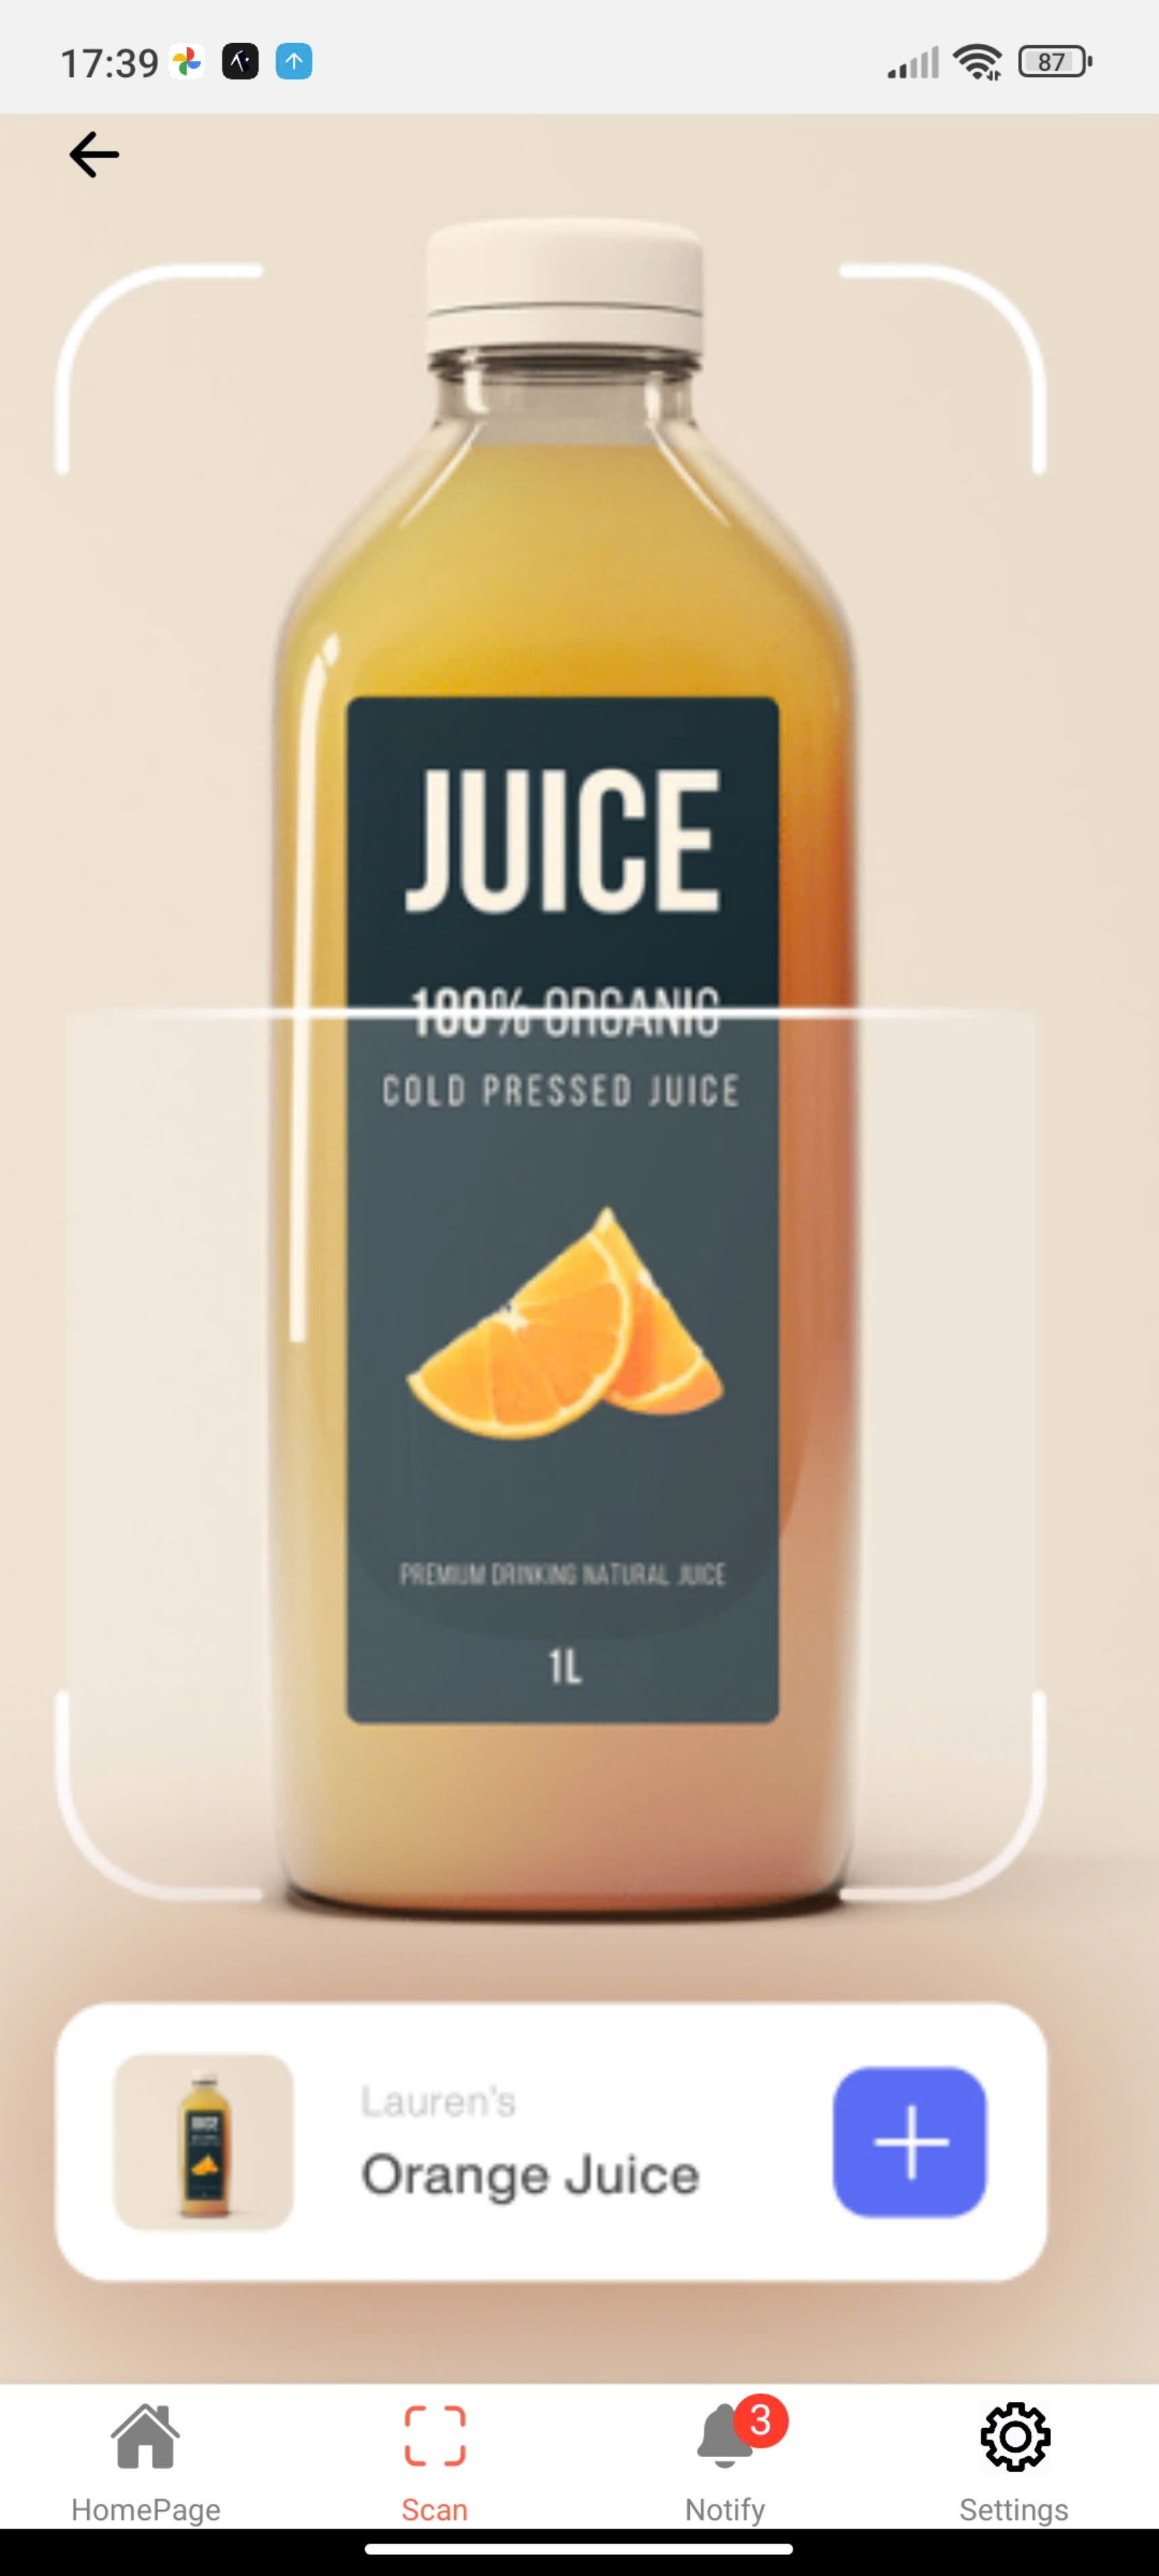 17:39
87
JUICE
100% ORGANIC
COLD PRESSED JUICE
PREMIUM DRINKING NATURAL JUICE
1L
Lauren's
Orange Juice
3
HomePage
Scan
Notify
Settings